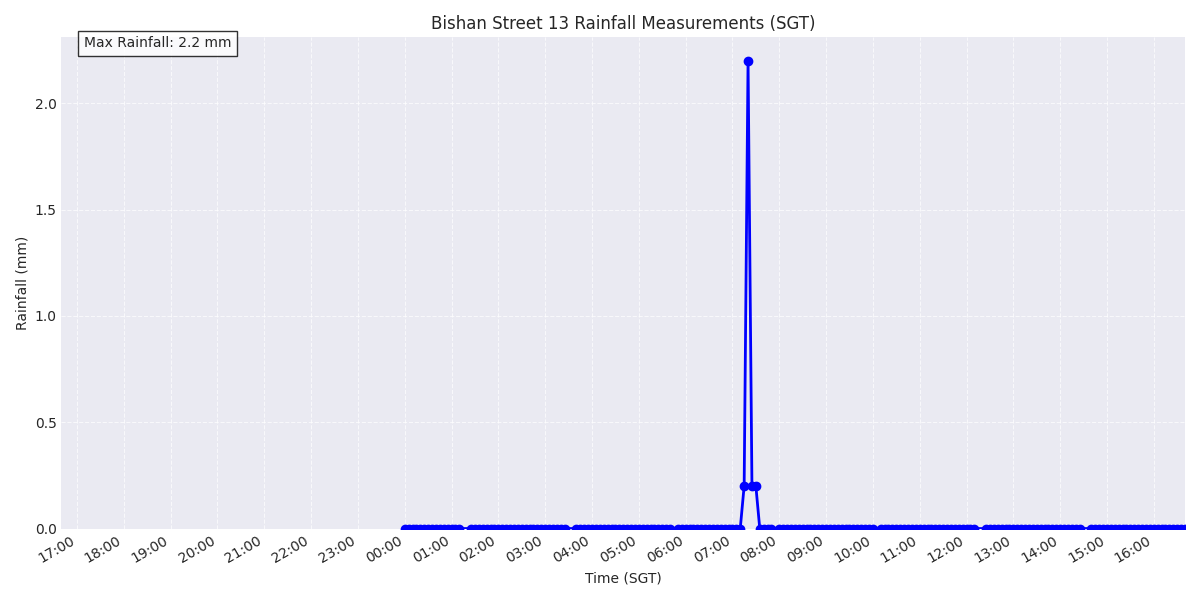 Bishan Street 13 Rainfall Measurements (SGT)
Max Rainfall: 2.2 mm
Rainfall (mm)
2.0
1.5
1.0
0.5
0.0
17:00 18:00 19:00 20:00 21:00 22:00 23:00 00:00 01:00 02:00 03:00 04:00 05:00 06:00 07:00 08:00 09:00 10:00 11:00 12:00 13:00 14:00 15:00 16:00
Time (SGT)